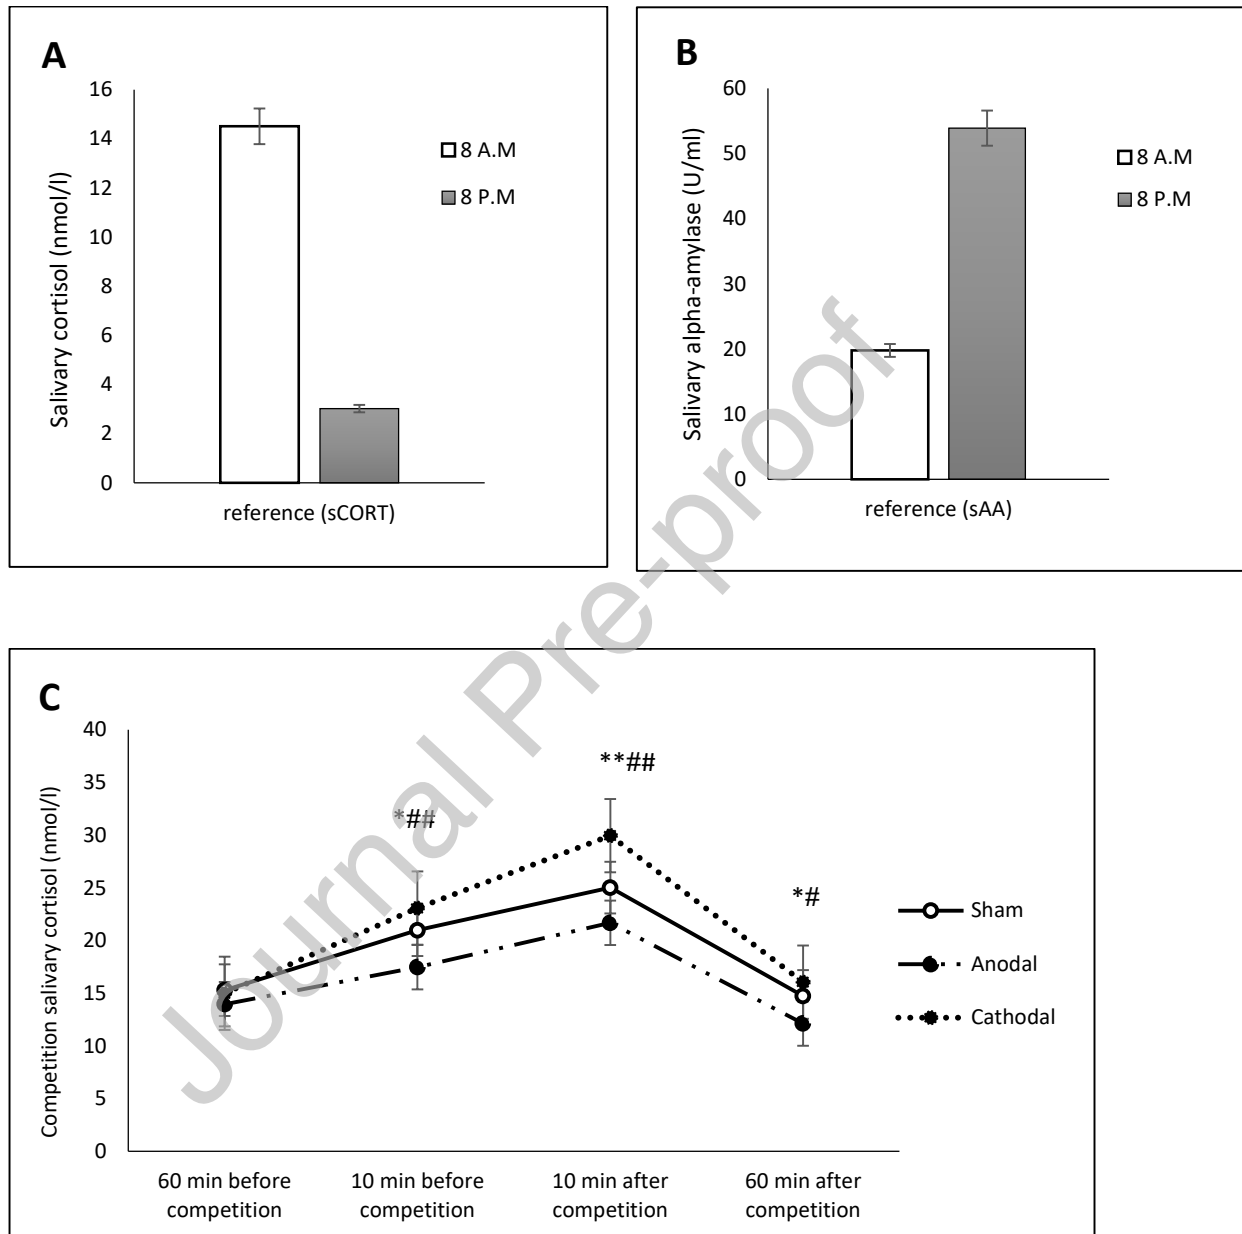 A
16
14
12
10
8
6
4
2
0
Salivary cortisol (nmol/l)
reference (sCORT)
8 A.M
8 P.M
B
60
50
40
30
20
10
0
Salivary alpha-amylase (U/ml)
reference (sAA)
8 A.M
8 P.M
Journal Pre-proof
C
40
35
30
25
20
15
10
5
0
Competition salivary cortisol (nmol/l)
*##
**##
*#
Sham
Anodal
Cathodal
60 min before
competition
10 min before
competition
10 min after
competition
60 min after
competition